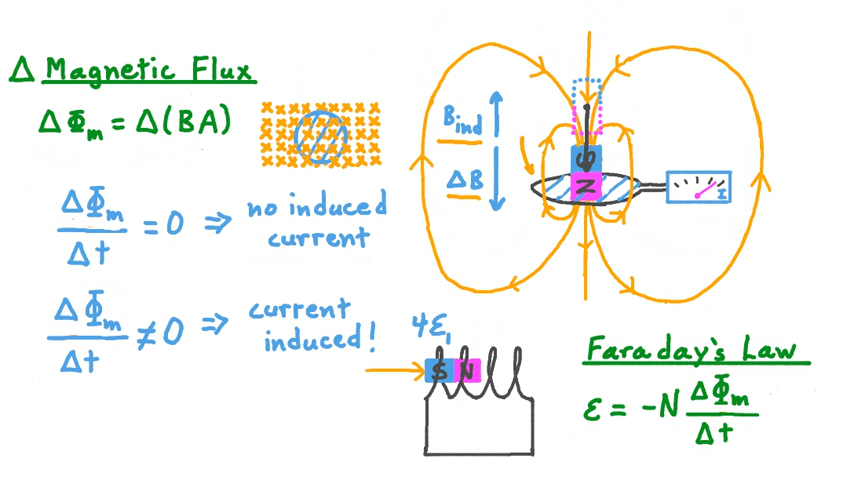 Δ Magnetic Flux
ΔΦm = Δ(BA)
ΔΦm/Δt = 0 ⇒ no induced
current
ΔΦm/Δt ≠ 0 ⇒ current
induced!
Bind
ΔB
S
N
I
4ε1
S N
Faraday's Law
ε = -N ΔΦm/Δt